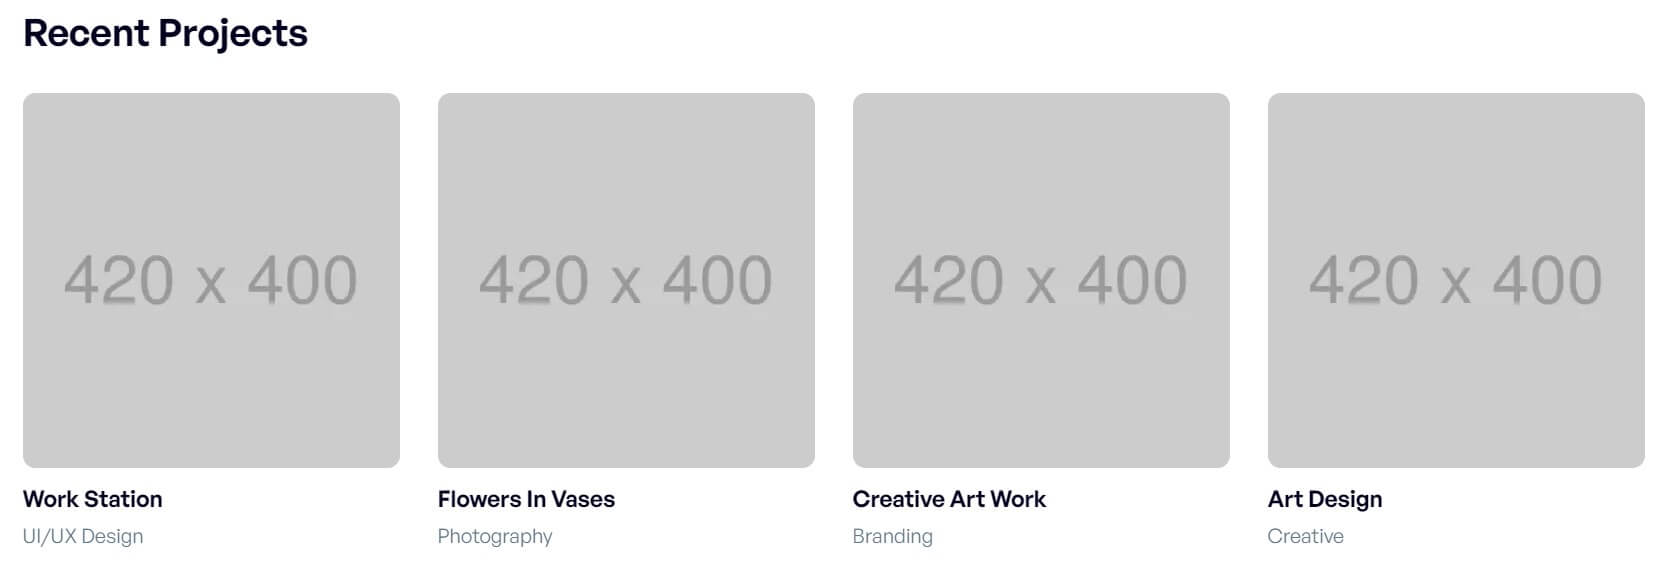 Recent Projects
420 x 400
420 x 400
420 x 400
420 x 400
Work Station
UI/UX Design
Flowers In Vases
Photography
Creative Art Work
Branding
Art Design
Creative